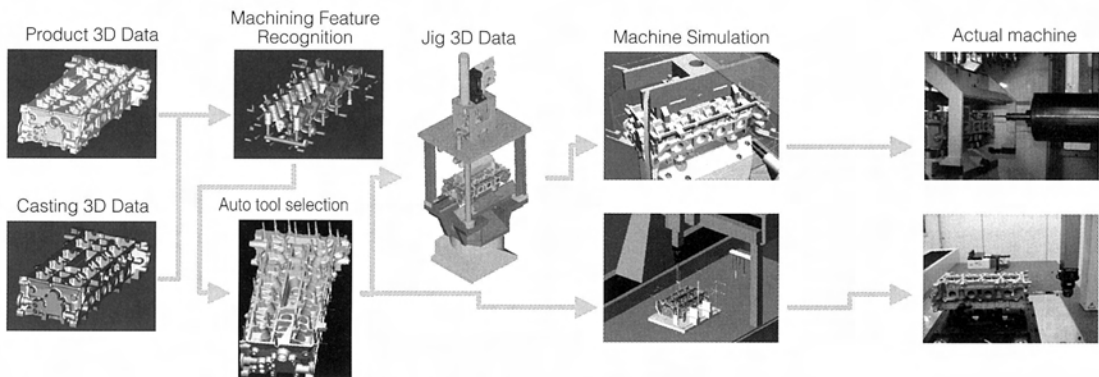 Product 3D Data
Machining Feature
Recognition
Jig 3D Data
Machine Simulation
Actual machine
Casting 3D Data
Auto tool selection